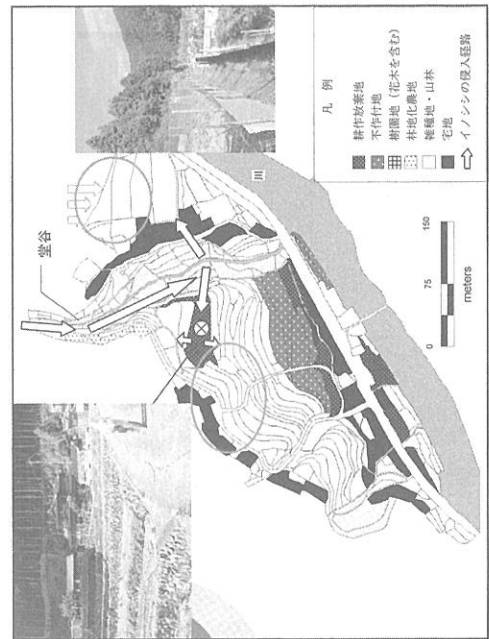 堂谷
川
凡 例
耕作放棄地
不作付地
樹園地（花木を含む）
林地化農地
雑種地・山林
宅地
イノシシの侵入経路
0 75 150
meters